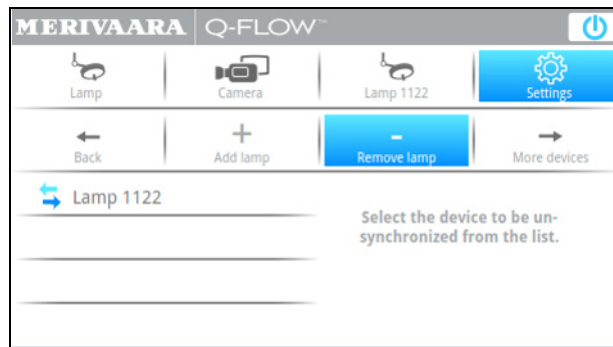 MERIVAARA Q-FLOW™
Lamp Camera Lamp 1122 Settings
Back Add lamp Remove lamp More devices
Lamp 1122
Select the device to be un-
synchronized from the list.